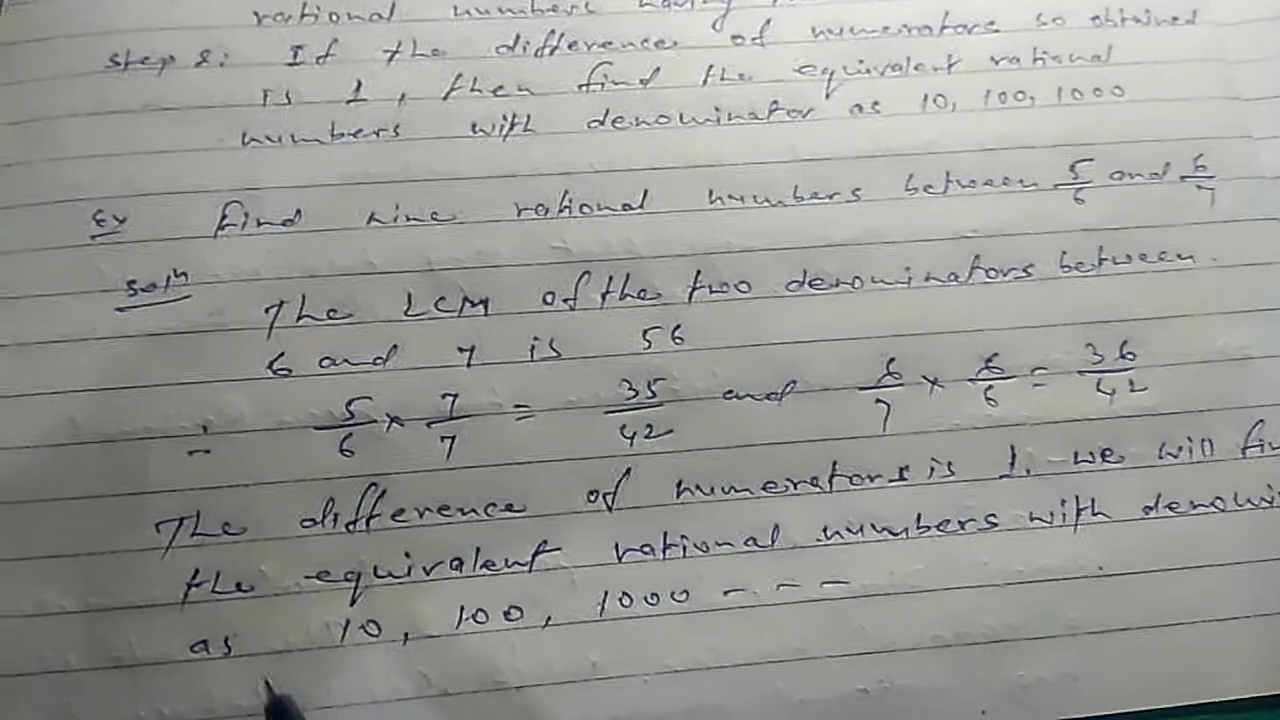 rational numbers having
Step 2: If the difference of numerators so obtained
is 1, then find the equivalent rational
numbers with denominator as 10, 100, 1000
Ex Find nine rational numbers between 5/6 and 6/7
Soln
The LCM of the two denominators between.
6 and 7 is 56
∴ 5/6 × 7/7 = 35/42 and 6/7 × 6/6 = 36/42
The difference of numerators is 1. we will fi
the equivalent rational numbers with denomi
as 10, 100, 1000 - - -